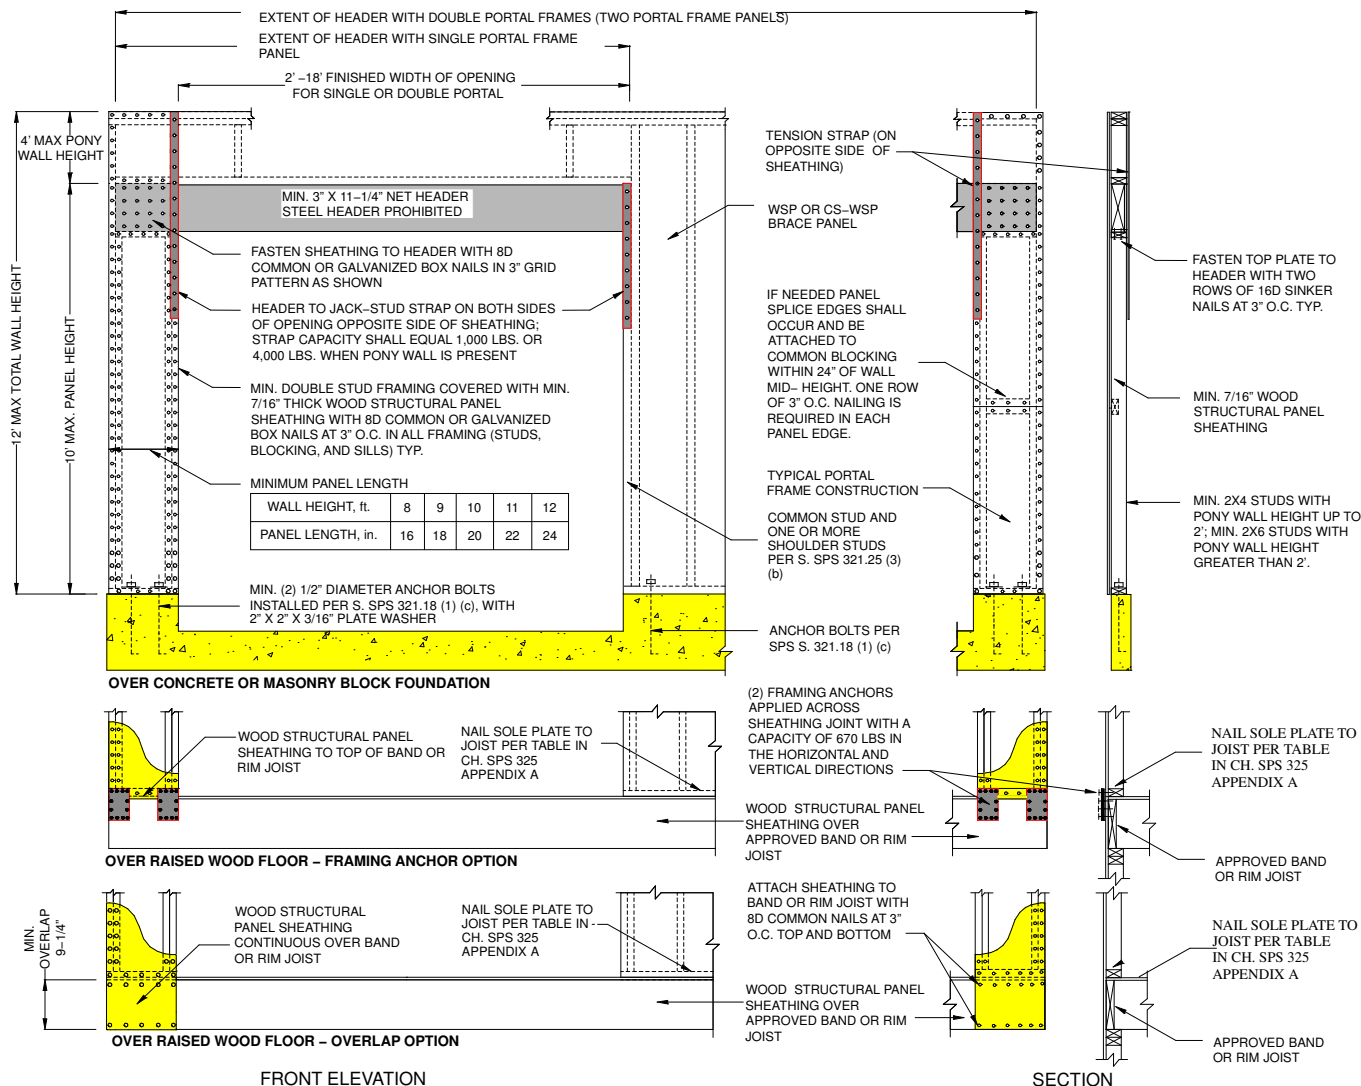 EXTENT OF HEADER WITH DOUBLE PORTAL FRAMES (TWO PORTAL FRAME PANELS)
EXTENT OF HEADER WITH SINGLE PORTAL FRAME
PANEL
2' –18' FINISHED WIDTH OF OPENING
FOR SINGLE OR DOUBLE PORTAL
4' MAX PONY
WALL HEIGHT
12' MAX TOTAL WALL HEIGHT
10' MAX. PANEL HEIGHT
MIN. 3" X 11–1/4" NET HEADER
STEEL HEADER PROHIBITED
FASTEN SHEATHING TO HEADER WITH 8D
COMMON OR GALVANIZED BOX NAILS IN 3" GRID
PATTERN AS SHOWN
HEADER TO JACK–STUD STRAP ON BOTH SIDES
OF OPENING OPPOSITE SIDE OF SHEATHING;
STRAP CAPACITY SHALL EQUAL 1,000 LBS. OR
4,000 LBS. WHEN PONY WALL IS PRESENT
MIN. DOUBLE STUD FRAMING COVERED WITH MIN.
7/16" THICK WOOD STRUCTURAL PANEL
SHEATHING WITH 8D COMMON OR GALVANIZED
BOX NAILS AT 3" O.C. IN ALL FRAMING (STUDS,
BLOCKING, AND SILLS) TYP.
MINIMUM PANEL LENGTH
WALL HEIGHT, ft. 8 9 10 11 12
PANEL LENGTH, in. 16 18 20 22 24
MIN. (2) 1/2" DIAMETER ANCHOR BOLTS
INSTALLED PER S. SPS 321.18 (1) (c), WITH
2" X 2" X 3/16" PLATE WASHER
TENSION STRAP (ON
OPPOSITE SIDE OF
SHEATHING)
WSP OR CS–WSP
BRACE PANEL
IF NEEDED PANEL
SPLICE EDGES SHALL
OCCUR AND BE
ATTACHED TO
COMMON BLOCKING
WITHIN 24" OF WALL
MID– HEIGHT. ONE ROW
OF 3" O.C. NAILING IS
REQUIRED IN EACH
PANEL EDGE.
TYPICAL PORTAL
FRAME CONSTRUCTION
COMMON STUD AND
ONE OR MORE
SHOULDER STUDS
PER S. SPS 321.25 (3)
(b)
ANCHOR BOLTS PER
SPS S. 321.18 (1) (c)
FASTEN TOP PLATE TO
HEADER WITH TWO
ROWS OF 16D SINKER
NAILS AT 3" O.C. TYP.
MIN. 7/16" WOOD
STRUCTURAL PANEL
SHEATHING
MIN. 2X4 STUDS WITH
PONY WALL HEIGHT UP TO
2'; MIN. 2X6 STUDS WITH
PONY WALL HEIGHT
GREATER THAN 2'.
OVER CONCRETE OR MASONRY BLOCK FOUNDATION
WOOD STRUCTURAL PANEL
SHEATHING TO TOP OF BAND OR
RIM JOIST
NAIL SOLE PLATE TO
JOIST PER TABLE IN
CH. SPS 325
APPENDIX A
(2) FRAMING ANCHORS
APPLIED ACROSS
SHEATHING JOINT WITH A
CAPACITY OF 670 LBS IN
THE HORIZONTAL AND
VERTICAL DIRECTIONS
WOOD STRUCTURAL PANEL
SHEATHING OVER
APPROVED BAND OR RIM
JOIST
NAIL SOLE PLATE TO
JOIST PER TABLE
IN CH. SPS 325
APPENDIX A
APPROVED BAND
OR RIM JOIST
OVER RAISED WOOD FLOOR – FRAMING ANCHOR OPTION
MIN.
OVERLAP
9–1/4"
WOOD STRUCTURAL
PANEL SHEATHING
CONTINUOUS OVER BAND
OR RIM JOIST
NAIL SOLE PLATE TO
JOIST PER TABLE IN
CH. SPS 325
APPENDIX A
ATTACH SHEATHING TO
BAND OR RIM JOIST WITH
8D COMMON NAILS AT 3"
O.C. TOP AND BOTTOM
WOOD STRUCTURAL PANEL
SHEATHING OVER
APPROVED BAND OR RIM
JOIST
NAIL SOLE PLATE TO
JOIST PER TABLE
IN CH. SPS 325
APPENDIX A
APPROVED BAND
OR RIM JOIST
OVER RAISED WOOD FLOOR – OVERLAP OPTION
FRONT ELEVATION
SECTION